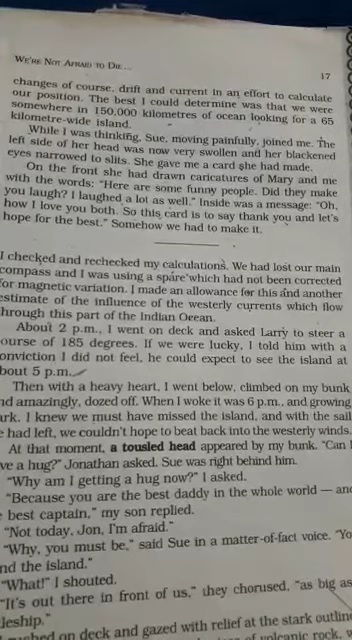 WE'RE NOT AFRAID TO DIE...
17
changes of course, drift and current in an effort to calculate
our position. The best I could determine was that we were
somewhere in 150,000 kilometres of ocean looking for a 65
kilometre-wide island.
While I was thinking, Sue, moving painfully, joined me. The
left side of her head was now very swollen and her blackened
eyes narrowed to slits. She gave me a card she had made.
On the front she had drawn caricatures of Mary and me
with the words: "Here are some funny people. Did they make
you laugh? I laughed a lot as well." Inside was a message: "Oh,
how I love you both. So this card is to say thank you and let's
hope for the best." Somehow we had to make it.
I checked and rechecked my calculations. We had lost our main
compass and I was using a spare which had not been corrected
for magnetic variation. I made an allowance for this and another
estimate of the influence of the westerly currents which flow
hrough this part of the Indian Ocean.
About 2 p.m., I went on deck and asked Larry to steer a
ourse of 185 degrees. If we were lucky, I told him with a
onviction I did not feel, he could expect to see the island at
bout 5 p.m.
Then with a heavy heart, I went below, climbed on my bunk
nd amazingly, dozed off. When I woke it was 6 p.m., and growing
ark. I knew we must have missed the island, and with the sail
e had left, we couldn't hope to beat back into the westerly winds.
At that moment, a tousled head appeared by my bunk. "Can I
ve a hug?" Jonathan asked. Sue was right behind him.
"Why am I getting a hug now?" I asked.
"Because you are the best daddy in the whole world — and
best captain," my son replied.
"Not today, Jon, I'm afraid."
"Why, you must be," said Sue in a matter-of-fact voice. "Yo
nd the island."
"What!" I shouted.
"It's out there in front of us," they chorused, "as big as
leship."
on deck and gazed with relief at the stark outline
of volcanic rock,